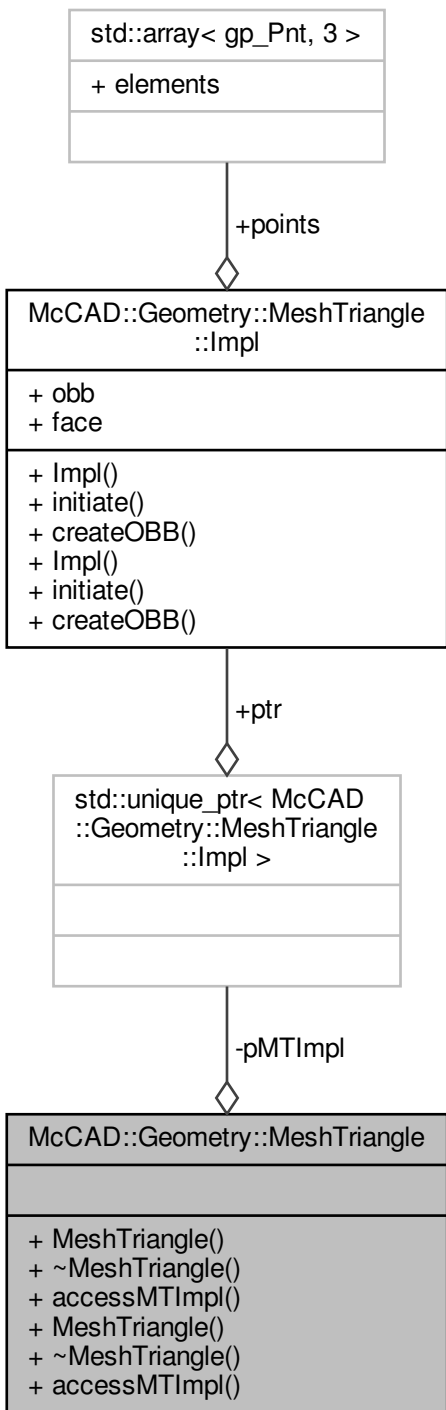 std::array< gp_Pnt, 3 >
+ elements
+points
McCAD::Geometry::MeshTriangle
::Impl
+ obb
+ face
+ Impl()
+ initiate()
+ createOBB()
+ Impl()
+ initiate()
+ createOBB()
+ptr
std::unique_ptr< McCAD
::Geometry::MeshTriangle
::Impl >
-pMTImpl
McCAD::Geometry::MeshTriangle
+ MeshTriangle()
+ ~MeshTriangle()
+ accessMTImpl()
+ MeshTriangle()
+ ~MeshTriangle()
+ accessMTImpl()